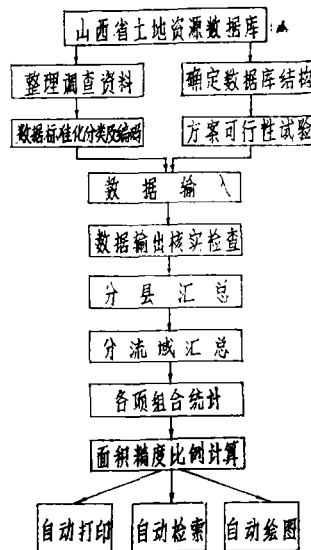 山西省土地资源数据库
整理调查资料 确定数据库结构
数据标准化分类及编码 方案可行性试验
数据输入
数据输出核实检查
分县汇总
分流域汇总
各项组合统计
面积精度比例计算
自动打印 自动检索 自动绘图